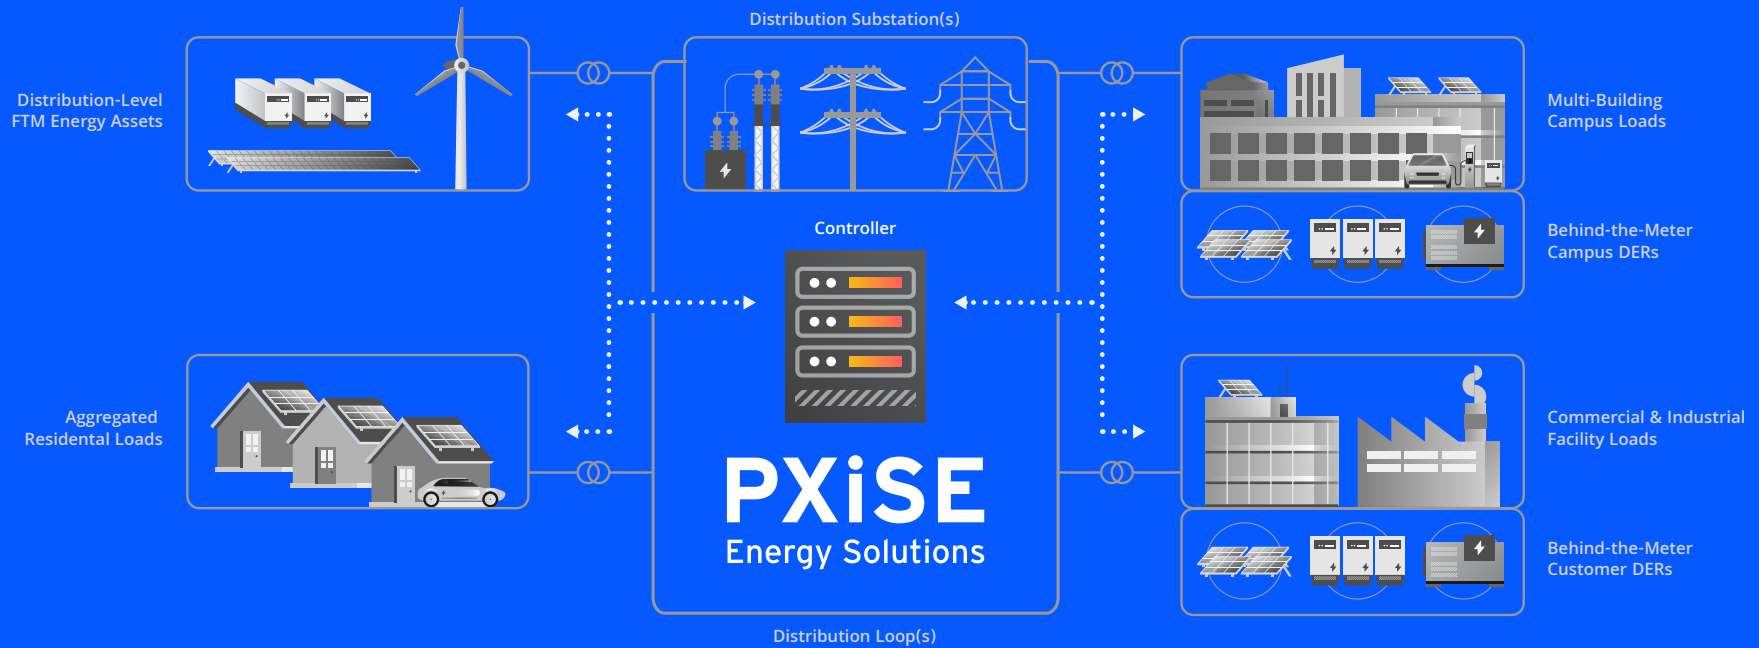 Distribution Substation(s)
Distribution-Level
FTM Energy Assets
Multi-Building
Campus Loads
Controller
Behind-the-Meter
Campus DERs
Aggregated
Residental Loads
Commercial & Industrial
Facility Loads
PXiSE
Energy Solutions
Behind-the-Meter
Customer DERs
Distribution Loop(s)